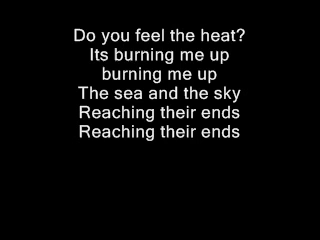 Do you feel the heat?
Its burning me up
burning me up
The sea and the sky
Reaching their ends
Reaching their ends